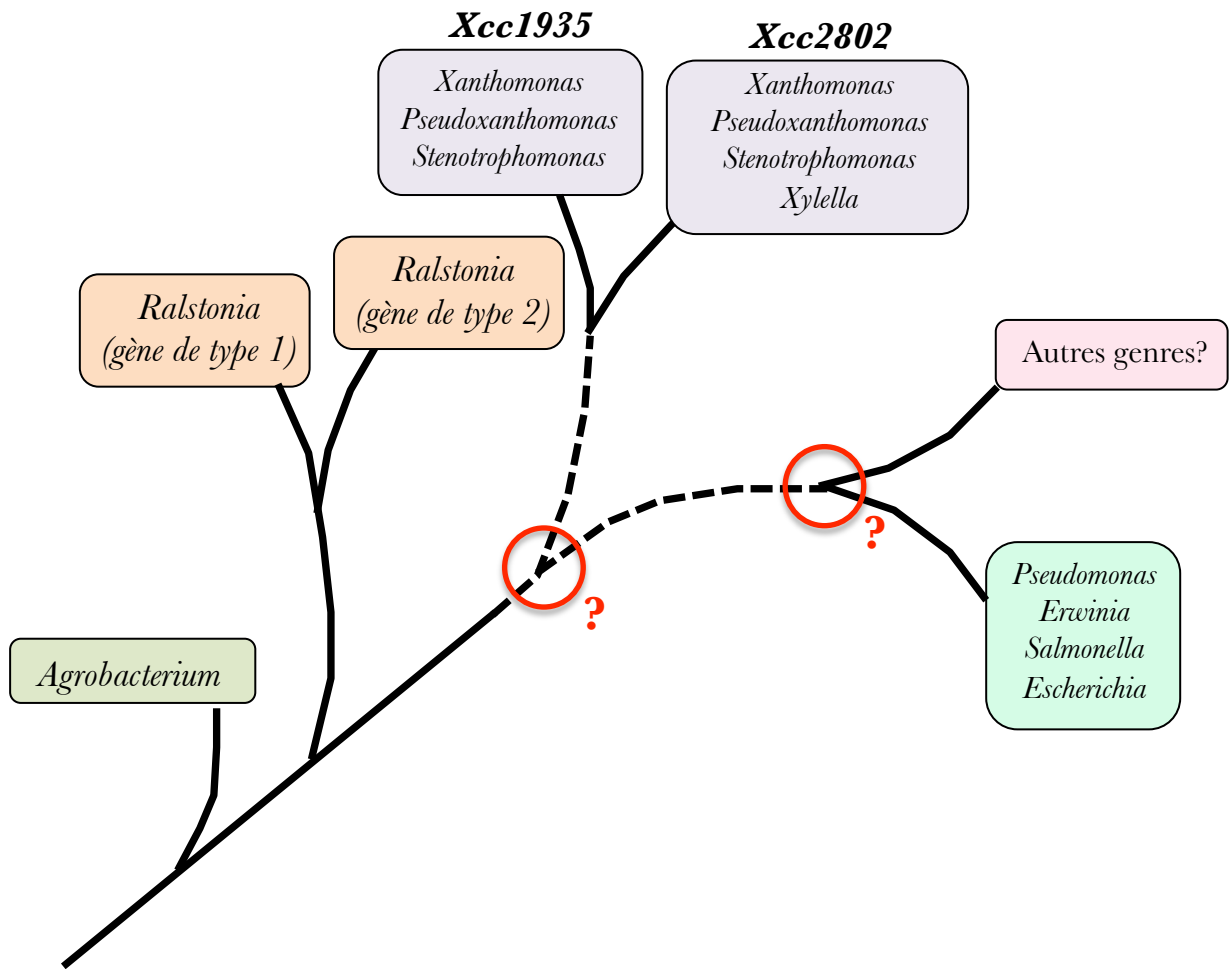 Xcc1935
Xanthomonas
Pseudoxanthomonas
Stenotrophomonas
Xcc2802
Xanthomonas
Pseudoxanthomonas
Stenotrophomonas
Xylella
Ralstonia
(gène de type 1)
Ralstonia
(gène de type 2)
Autres genres?
?
?
Pseudomonas
Erwinia
Salmonella
Escherichia
Agrobacterium